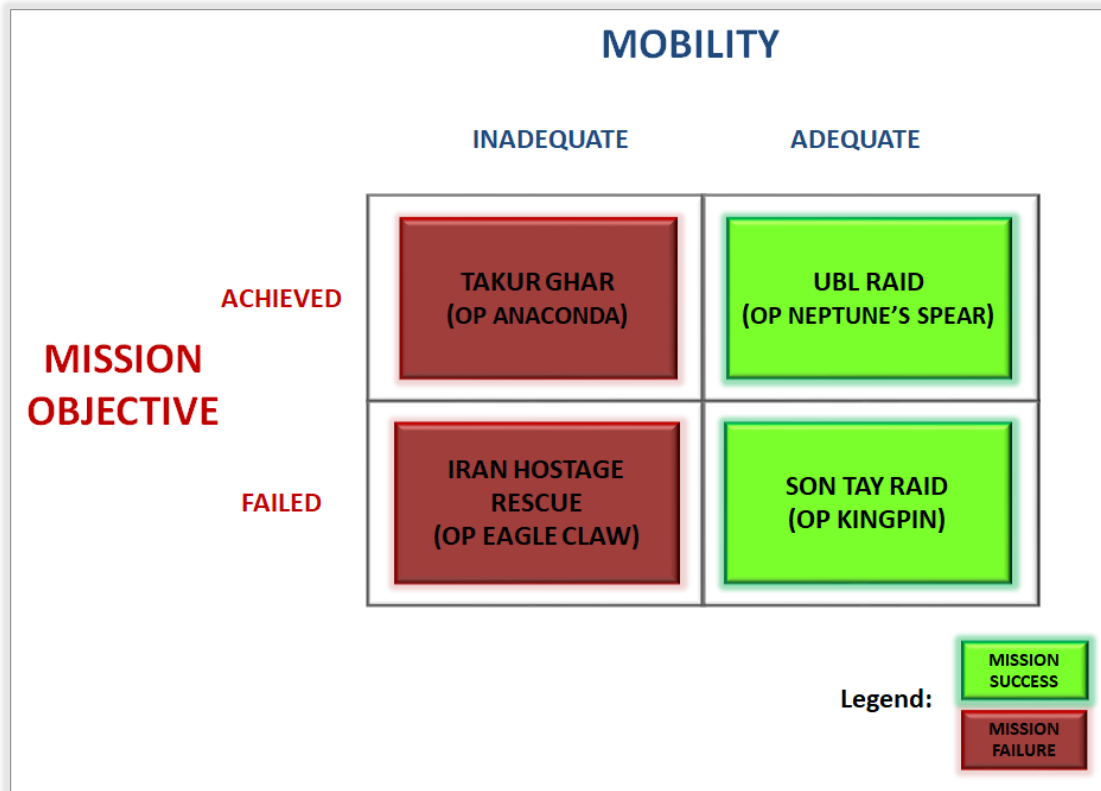 MOBILITY
INADEQUATE
ADEQUATE
MISSION
OBJECTIVE
ACHIEVED
TAKUR GHAR
(OP ANACONDA)
UBL RAID
(OP NEPTUNE’S SPEAR)
FAILED
IRAN HOSTAGE
RESCUE
(OP EAGLE CLAW)
SON TAY RAID
(OP KINGPIN)
Legend:
MISSION
SUCCESS
MISSION
FAILURE